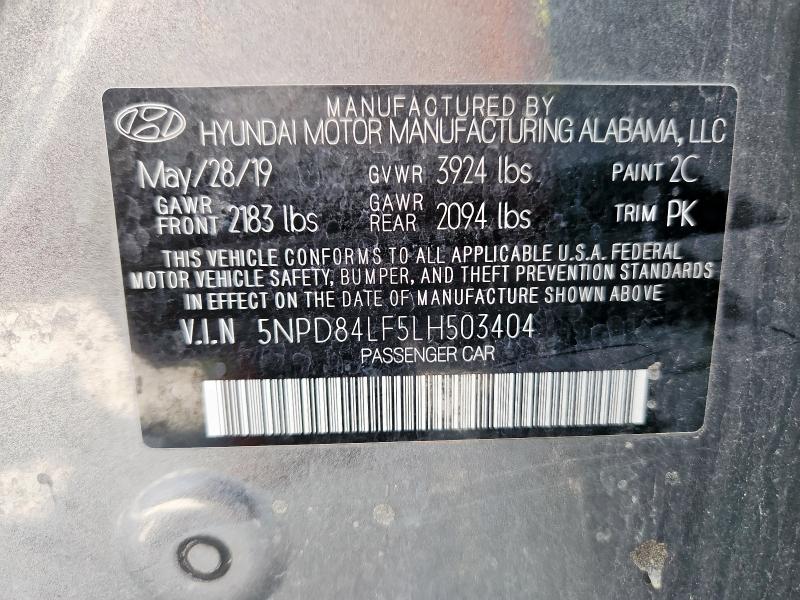 MANUFACTURED BY
HYUNDAI MOTOR MANUFACTURING ALABAMA, LLC
May/28/19 GVWR 3924 lbs PAINT 2C
GAWR FRONT 2183 lbs GAWR REAR 2094 lbs TRIM PK
THIS VEHICLE CONFORMS TO ALL APPLICABLE U.S.A. FEDERAL
MOTOR VEHICLE SAFETY, BUMPER, AND THEFT PREVENTION STANDARDS
IN EFFECT ON THE DATE OF MANUFACTURE SHOWN ABOVE
V.I.N 5NPD84LF5LH503404
PASSENGER CAR